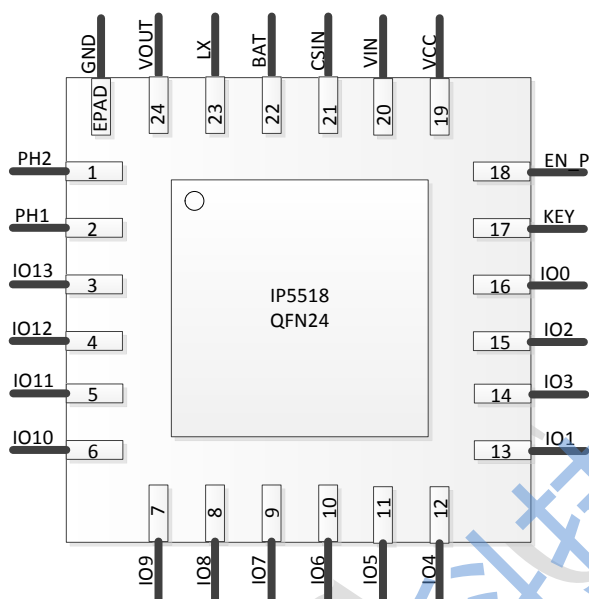 GND VOUT LX BAT CSIN VIN VCC
EPAD 24 23 22 21 20 19
PH2 1
PH1 2
IO13 3
IO12 4
IO11 5
IO10 6
IP5518
QFN24
18 EN_P
17 KEY
16 IO0
15 IO2
14 IO3
13 IO1
7 8 9 10 11 12
IO9 IO8 IO7 IO6 IO5 IO4